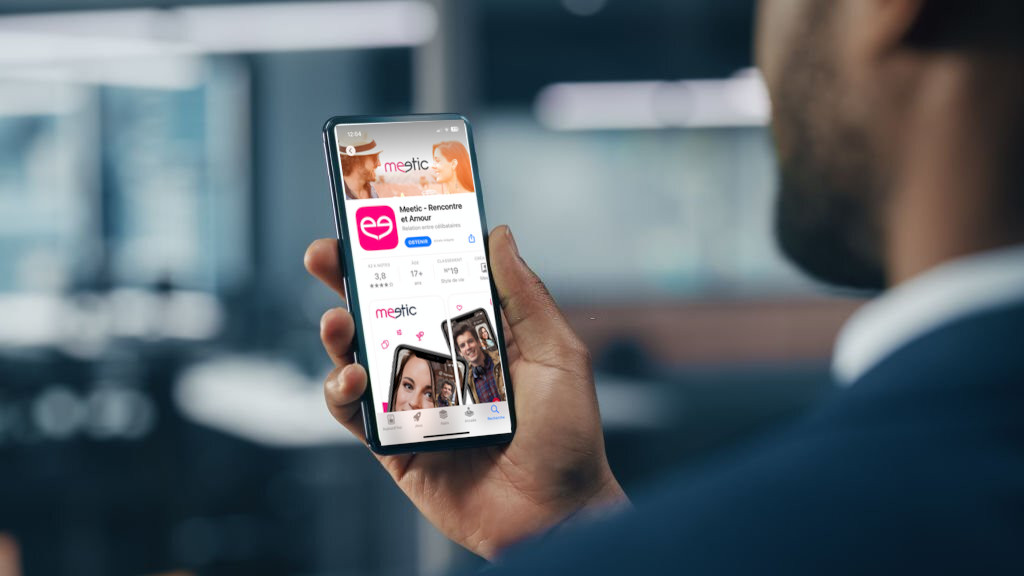 12:04
meetic
Meetic - Rencontre
et Amour
Relation entre célibataires
OBTENIR
3,8
17+
ans
CLASSEMENT
N°19
Style de vie
meetic
Recherche